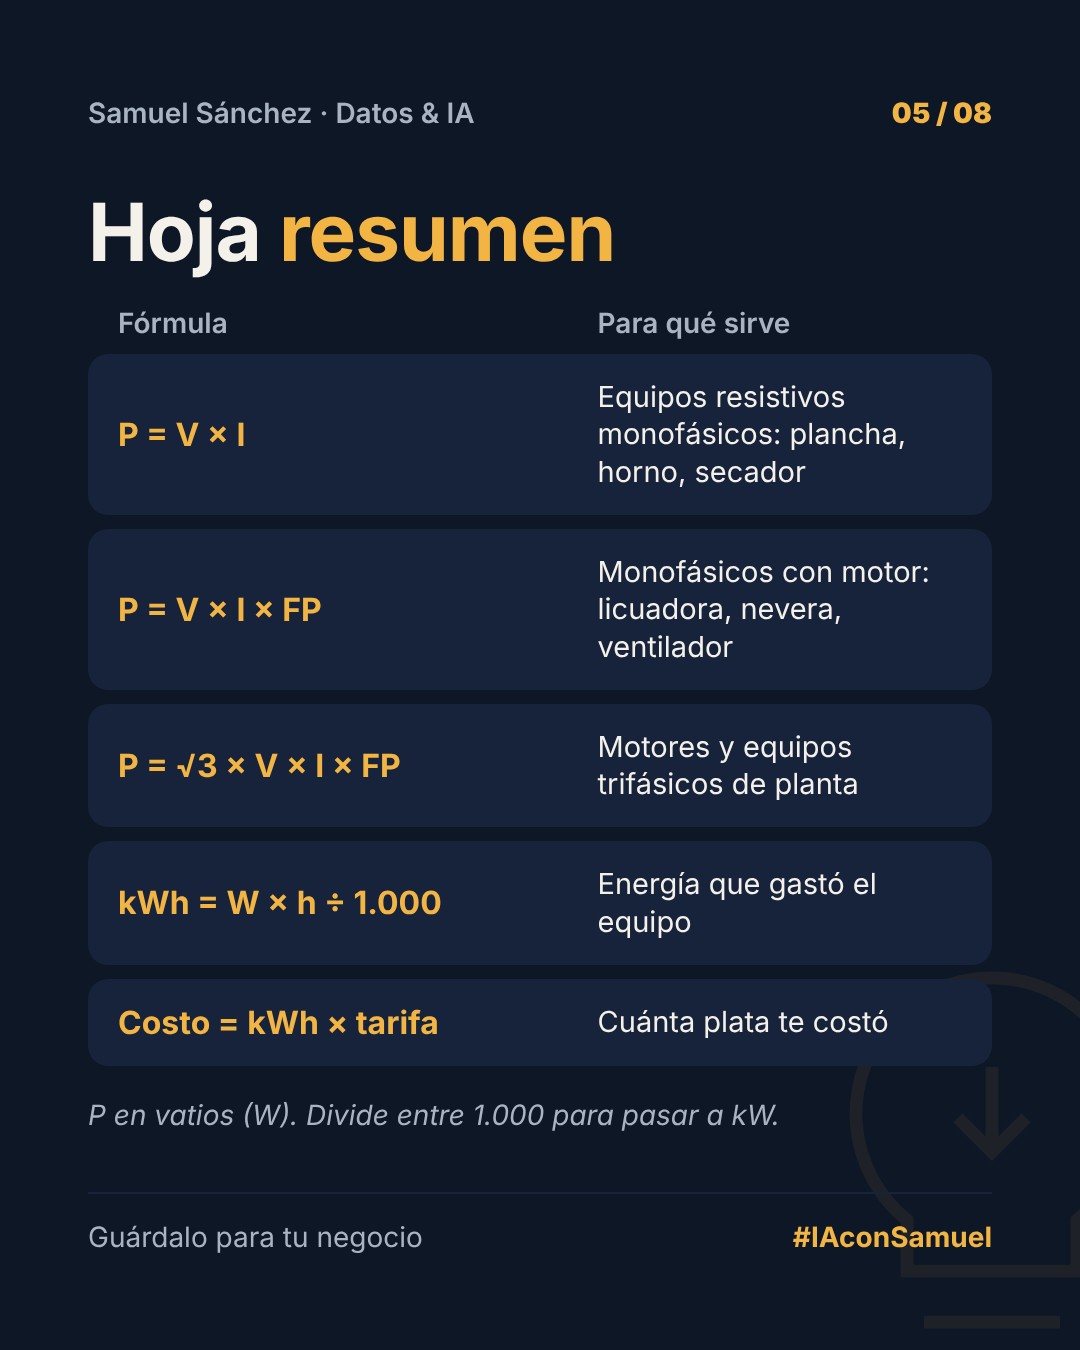 Samuel Sánchez · Datos & IA
05 / 08
Hoja resumen
Fórmula
Para qué sirve
P = V × I
Equipos resistivos
monofásicos: plancha,
horno, secador
P = V × I × FP
Monofásicos con motor:
licuadora, nevera,
ventilador
P = √3 × V × I × FP
Motores y equipos
trifásicos de planta
kWh = W × h ÷ 1.000
Energía que gastó el
equipo
Costo = kWh × tarifa
Cuánta plata te costó
P en vatios (W). Divide entre 1.000 para pasar a kW.
Guárdalo para tu negocio
#IAconSamuel